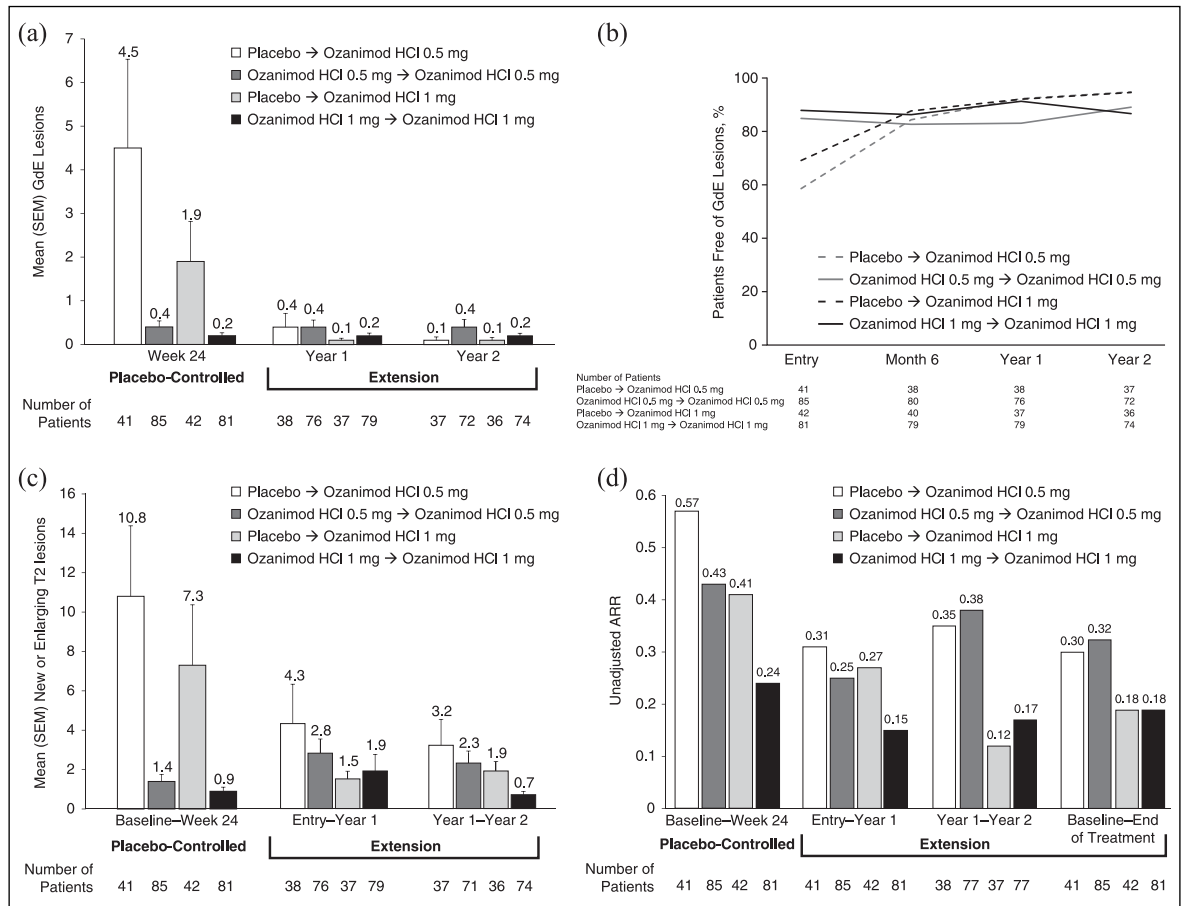 (a)
7
6
5
4
3
2
1
0
Mean (SEM) GdE Lesions
Placebo → Ozanimod HCl 0.5 mg
Ozanimod HCl 0.5 mg → Ozanimod HCl 0.5 mg
Placebo → Ozanimod HCl 1 mg
Ozanimod HCl 1 mg → Ozanimod HCl 1 mg
4.5
0.4
1.9
0.2
0.4
0.4
0.1
0.2
0.1
0.4
0.1
0.2
Week 24 Year 1 Year 2
Placebo-Controlled Extension
Number of
Patients 41 85 42 81 38 76 37 79 37 72 36 74
(b)
100
80
60
40
20
0
Patients Free of GdE Lesions, %
Placebo → Ozanimod HCl 0.5 mg
Ozanimod HCl 0.5 mg → Ozanimod HCl 0.5 mg
Placebo → Ozanimod HCl 1 mg
Ozanimod HCl 1 mg → Ozanimod HCl 1 mg
Entry Month 6 Year 1 Year 2
Number of Patients
Placebo → Ozanimod HCl 0.5 mg 41 38 38 37
Ozanimod HCl 0.5 mg → Ozanimod HCl 0.5 mg 85 80 76 72
Placebo → Ozanimod HCl 1 mg 42 40 37 36
Ozanimod HCl 1 mg → Ozanimod HCl 1 mg 81 79 79 74
(c)
16
14
12
10
8
6
4
2
0
Mean (SEM) New or Enlarging T2 lesions
Placebo → Ozanimod HCl 0.5 mg
Ozanimod HCl 0.5 mg → Ozanimod HCl 0.5 mg
Placebo → Ozanimod HCl 1 mg
Ozanimod HCl 1 mg → Ozanimod HCl 1 mg
10.8
1.4
7.3
0.9
4.3
2.8
1.5
1.9
3.2
2.3
1.9
0.7
Baseline–Week 24 Entry–Year 1 Year 1–Year 2
Placebo-Controlled Extension
Number of
Patients 41 85 42 81 38 76 37 79 37 71 36 74
(d)
0.6
0.5
0.4
0.3
0.2
0.1
0
Unadjusted ARR
Placebo → Ozanimod HCl 0.5 mg
Ozanimod HCl 0.5 mg → Ozanimod HCl 0.5 mg
Placebo → Ozanimod HCl 1 mg
Ozanimod HCl 1 mg → Ozanimod HCl 1 mg
0.57
0.43
0.41
0.24
0.31
0.25
0.27
0.15
0.35
0.38
0.12
0.17
0.30
0.32
0.18
0.18
Baseline–Week 24 Entry–Year 1 Year 1–Year 2 Baseline–End
of Treatment
Placebo-Controlled Extension
Number of
Patients 41 85 42 81 41 85 42 81 38 77 37 77 41 85 42 81